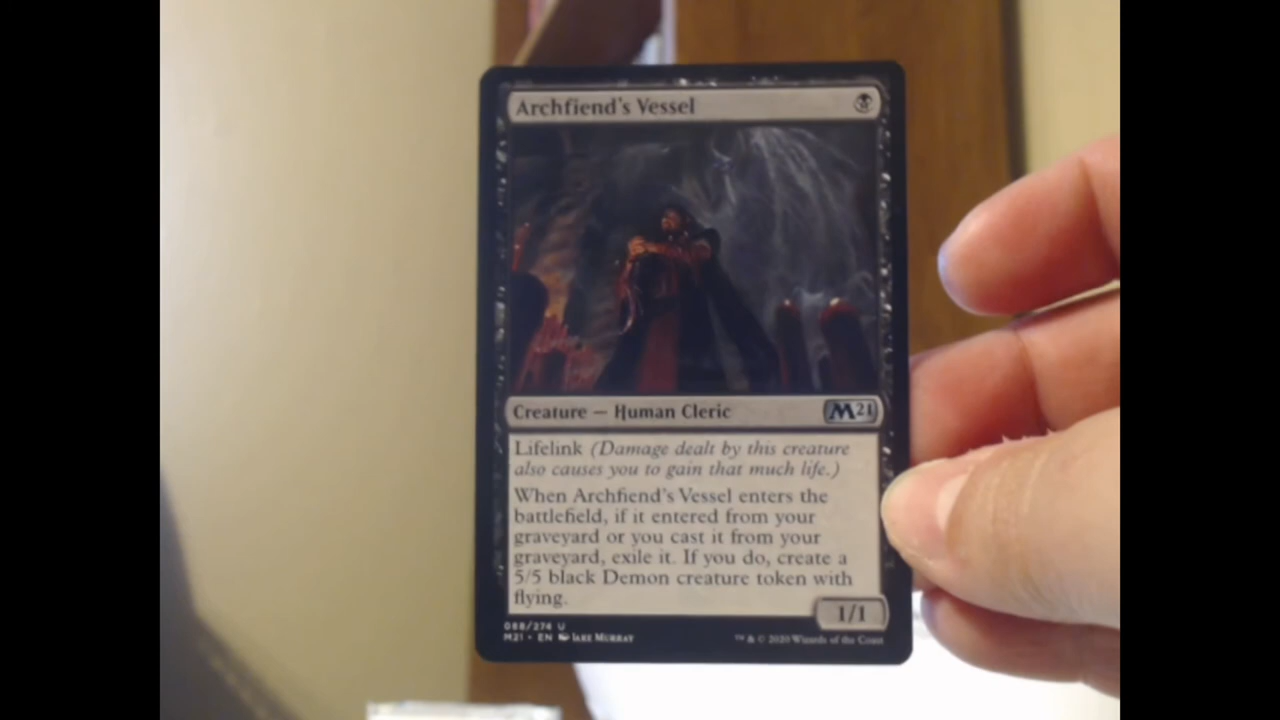 Archfiend's Vessel
Creature — Human Cleric
M21
Lifelink (Damage dealt by this creature
also causes you to gain that much life.)
When Archfiend's Vessel enters the
battlefield, if it entered from your
graveyard or you cast it from your
graveyard, exile it. If you do, create a
5/5 black Demon creature token with
flying.
1/1
088/274 U
M21 • EN Jake Murray
™ & © 2020 Wizards of the Coast